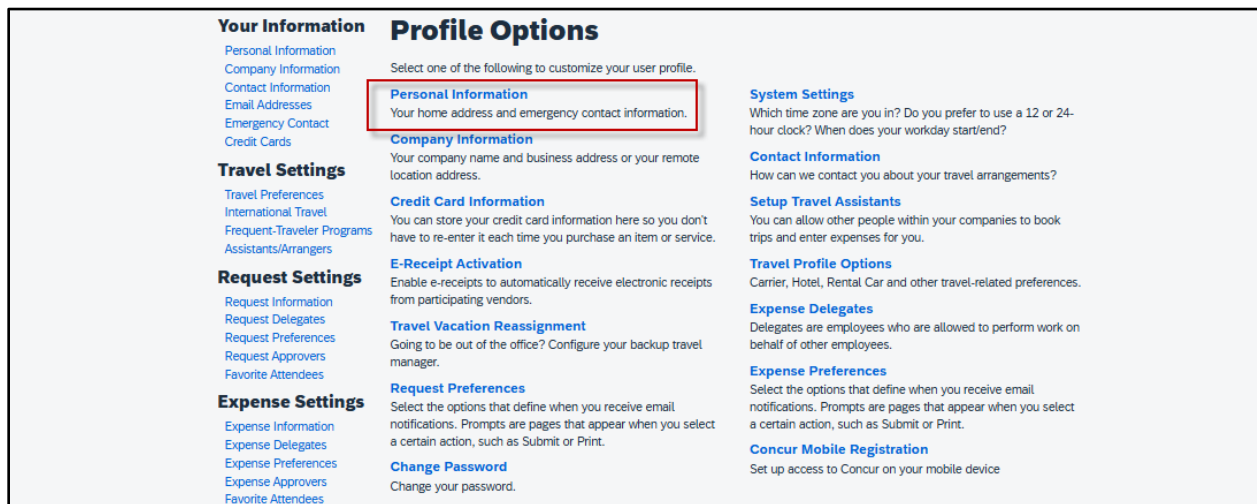 Your Information
Personal Information
Company Information
Contact Information
Email Addresses
Emergency Contact
Credit Cards
Travel Settings
Travel Preferences
International Travel
Frequent-Traveler Programs
Assistants/Arrangers
Request Settings
Request Information
Request Delegates
Request Preferences
Request Approvers
Favorite Attendees
Expense Settings
Expense Information
Expense Delegates
Expense Preferences
Expense Approvers
Favorite Attendees
Profile Options
Select one of the following to customize your user profile.
Personal Information
Your home address and emergency contact information.
Company Information
Your company name and business address or your remote
location address.
Credit Card Information
You can store your credit card information here so you don't
have to re-enter it each time you purchase an item or service.
E-Receipt Activation
Enable e-receipts to automatically receive electronic receipts
from participating vendors.
Travel Vacation Reassignment
Going to be out of the office? Configure your backup travel
manager.
Request Preferences
Select the options that define when you receive email
notifications. Prompts are pages that appear when you select
a certain action, such as Submit or Print.
Change Password
Change your password.
System Settings
Which time zone are you in? Do you prefer to use a 12 or 24-
hour clock? When does your workday start/end?
Contact Information
How can we contact you about your travel arrangements?
Setup Travel Assistants
You can allow other people within your companies to book
trips and enter expenses for you.
Travel Profile Options
Carrier, Hotel, Rental Car and other travel-related preferences.
Expense Delegates
Delegates are employees who are allowed to perform work on
behalf of other employees.
Expense Preferences
Select the options that define when you receive email
notifications. Prompts are pages that appear when you select
a certain action, such as Submit or Print.
Concur Mobile Registration
Set up access to Concur on your mobile device